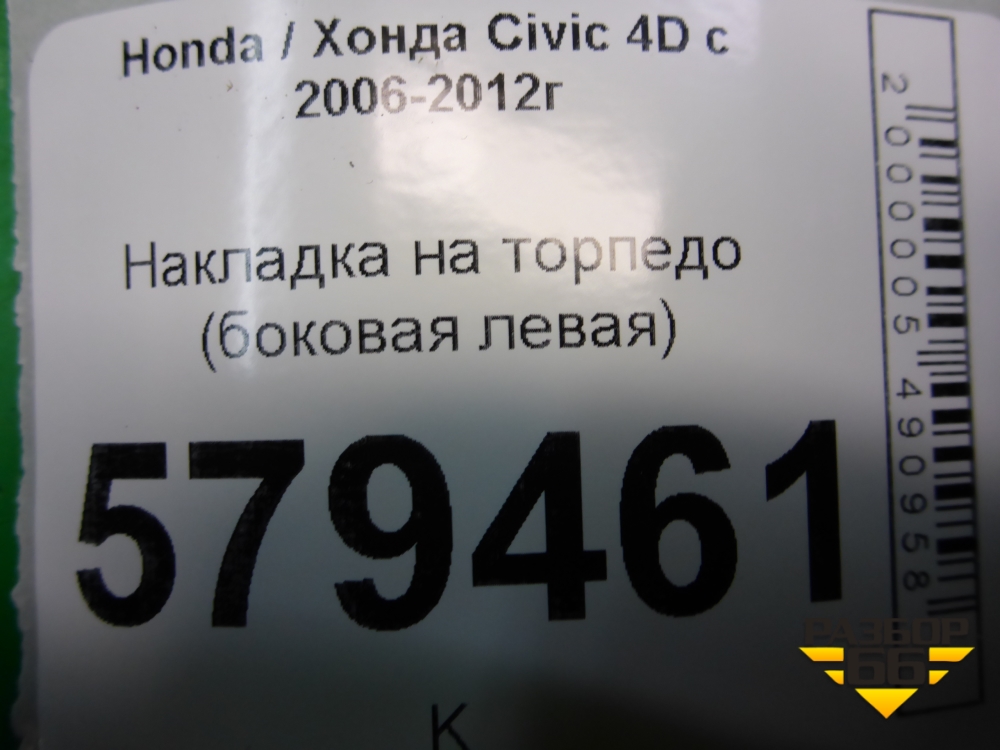 Honda / Хонда Civic 4D с
2006-2012г
Накладка на торпедо
(боковая левая)
579461
К
2000005490958
РАЗБОР
66